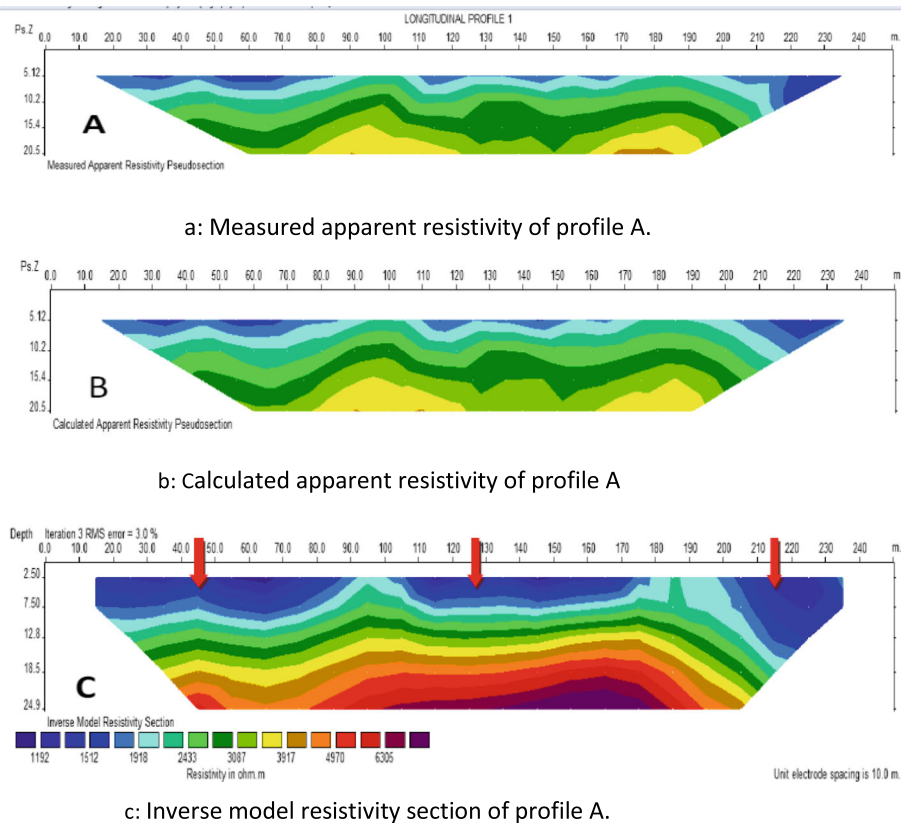 LONGITUDINAL PROFILE 1
Ps.Z 0.0 10.0 20.0 30.0 40.0 50.0 60.0 70.0 80.0 90.0 100 110 120 130 140 150 160 170 180 190 200 210 220 230 240 m.
5.12
10.2
A
15.4
20.5
Measured Apparent Resistivity Pseudosection
a: Measured apparent resistivity of profile A.
Ps.Z 0.0 10.0 20.0 30.0 40.0 50.0 60.0 70.0 80.0 90.0 100 110 120 130 140 150 160 170 180 190 200 210 220 230 240 m
5.12
10.2
15.4
B
20.5
Calculated Apparent Resistivity Pseudosection
b: Calculated apparent resistivity of profile A
Depth Iteration 3 RMS error = 3.0 %
0.0 10.0 20.0 30.0 40.0 50.0 60.0 70.0 80.0 90.0 100 110 120 130 140 150 160 170 180 190 200 210 220 230 240 m.
2.50
7.50
12.8
18.5
C
24.9
Inverse Model Resistivity Section
1192 1512 1918 2433 3087 3917 4970 6305
Resistivity in ohm.m
Unit electrode spacing is 10.0 m.
c: Inverse model resistivity section of profile A.